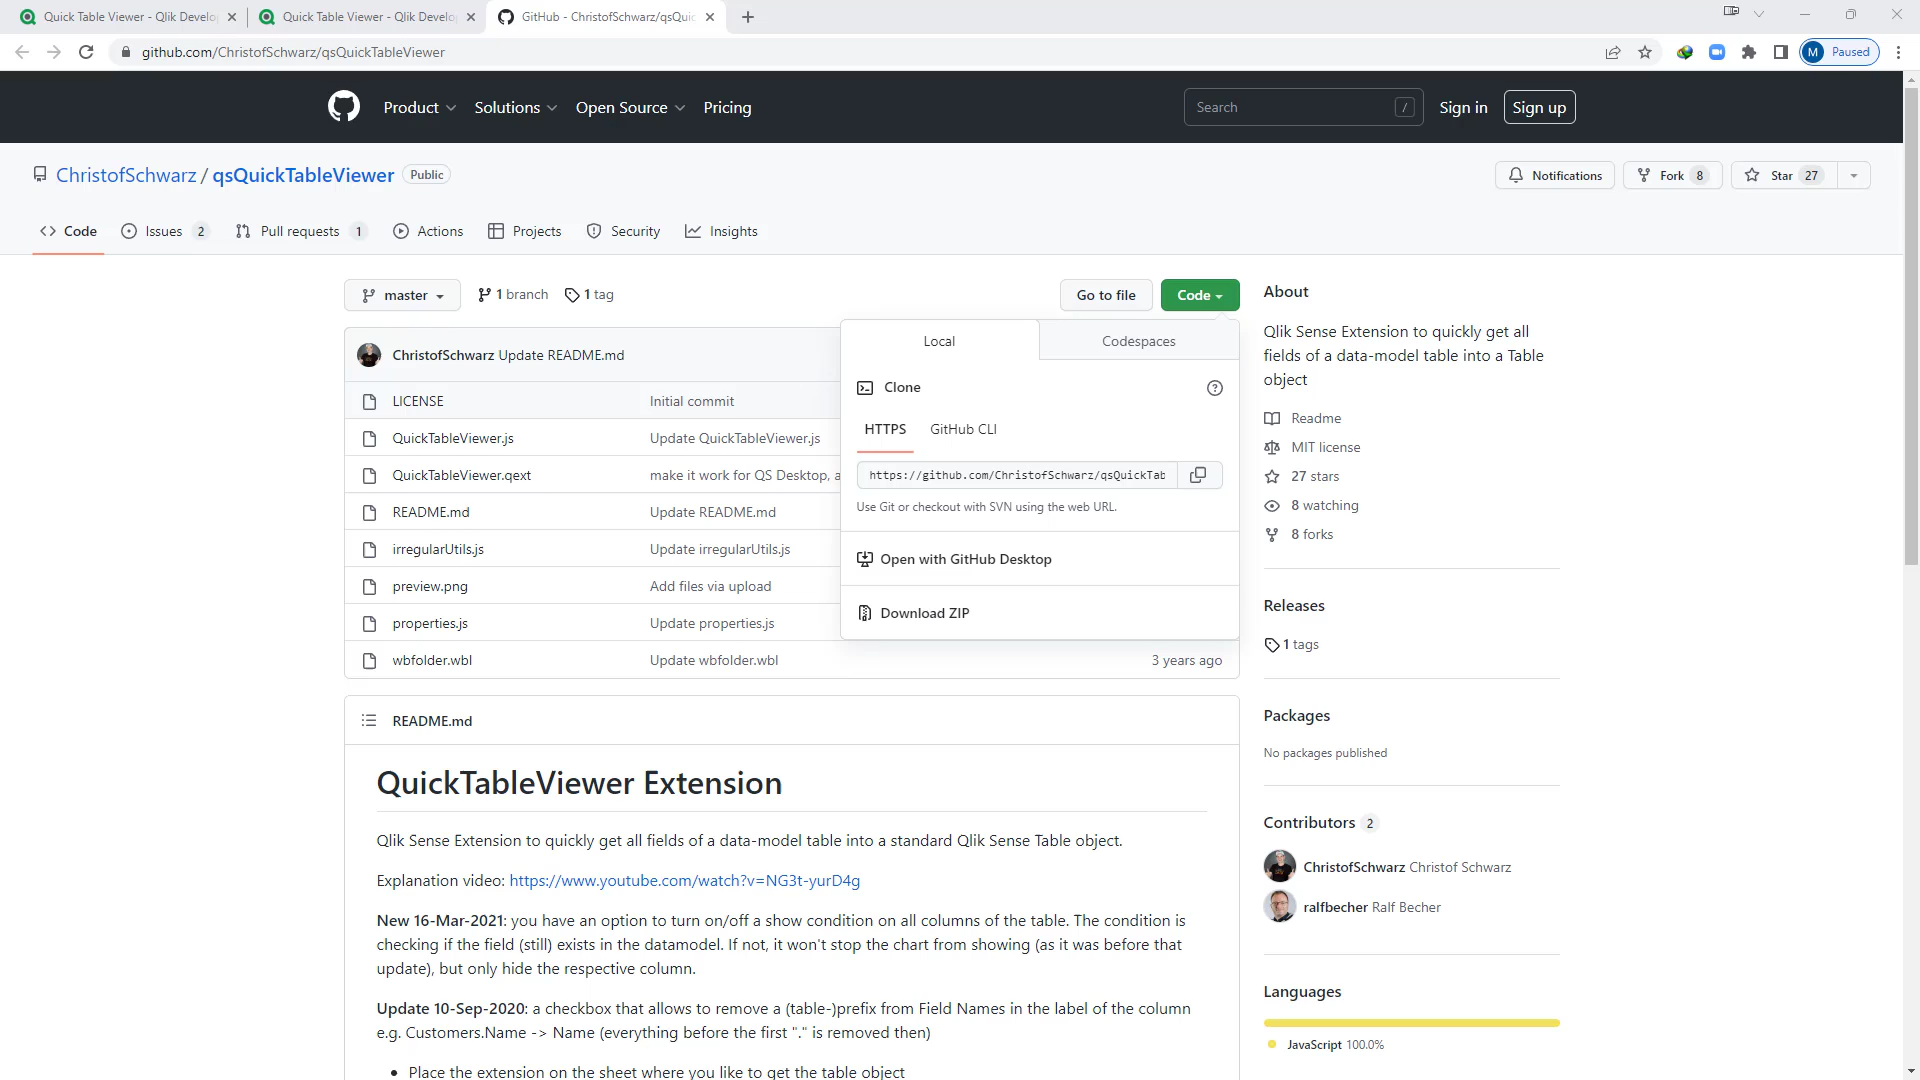 Quick Table Viewer - Qlik Develop
Quick Table Viewer - Qlik Develo
GitHub - ChristofSchwarz/qsQuic
github.com/ChristofSchwarz/qsQuickTableViewer
M Paused
Product Solutions Open Source Pricing
Search /
Sign in
Sign up
ChristofSchwarz / qsQuickTableViewer Public
Notifications
Fork 8
Star 27
Code
Issues 2
Pull requests 1
Actions
Projects
Security
Insights
master
1 branch
1 tag
Go to file
Code
ChristofSchwarz Update README.md
LICENSE Initial commit
QuickTableViewer.js Update QuickTableViewer.js
QuickTableViewer.qext make it work for QS Desktop, a
README.md Update README.md
irregularUtils.js Update irregularUtils.js
preview.png Add files via upload
properties.js Update properties.js
wbfolder.wbl Update wbfolder.wbl 3 years ago
Local
Codespaces
Clone
HTTPS
GitHub CLI
https://github.com/ChristofSchwarz/qsQuickTab
Use Git or checkout with SVN using the web URL.
Open with GitHub Desktop
Download ZIP
README.md
QuickTableViewer Extension
Qlik Sense Extension to quickly get all fields of a data-model table into a standard Qlik Sense Table object.
Explanation video: https://www.youtube.com/watch?v=NG3t-yurD4g
New 16-Mar-2021: you have an option to turn on/off a show condition on all columns of the table. The condition is
checking if the field (still) exists in the datamodel. If not, it won't stop the chart from showing (as it was before that
update), but only hide the respective column.
Update 10-Sep-2020: a checkbox that allows to remove a (table-)prefix from Field Names in the label of the column
e.g. Customers.Name -> Name (everything before the first "." is removed then)
• Place the extension on the sheet where you like to get the table object
About
Qlik Sense Extension to quickly get all
fields of a data-model table into a Table
object
Readme
MIT license
27 stars
8 watching
8 forks
Releases
1 tags
Packages
No packages published
Contributors 2
ChristofSchwarz Christof Schwarz
ralfbecher Ralf Becher
Languages
JavaScript 100.0%